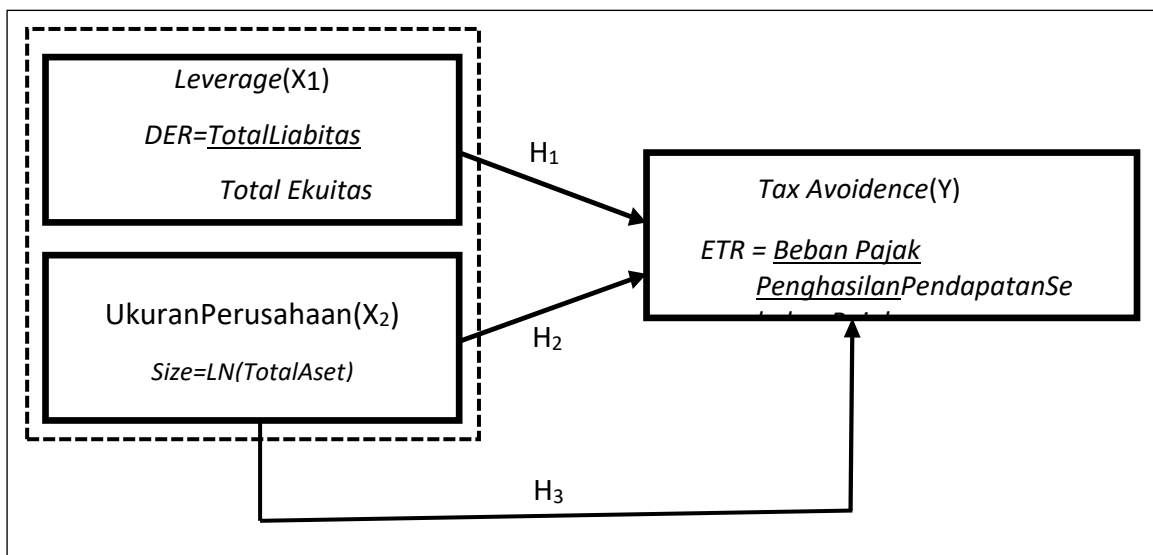 Leverage(X1)
DER=TotalLiabitas
Total Ekuitas
H1
Tax Avoidence(Y)
ETR = Beban Pajak
PenghasilanPendapatanSe
UkuranPerusahaan(X2)
Size=LN(TotalAset)
H2
H3